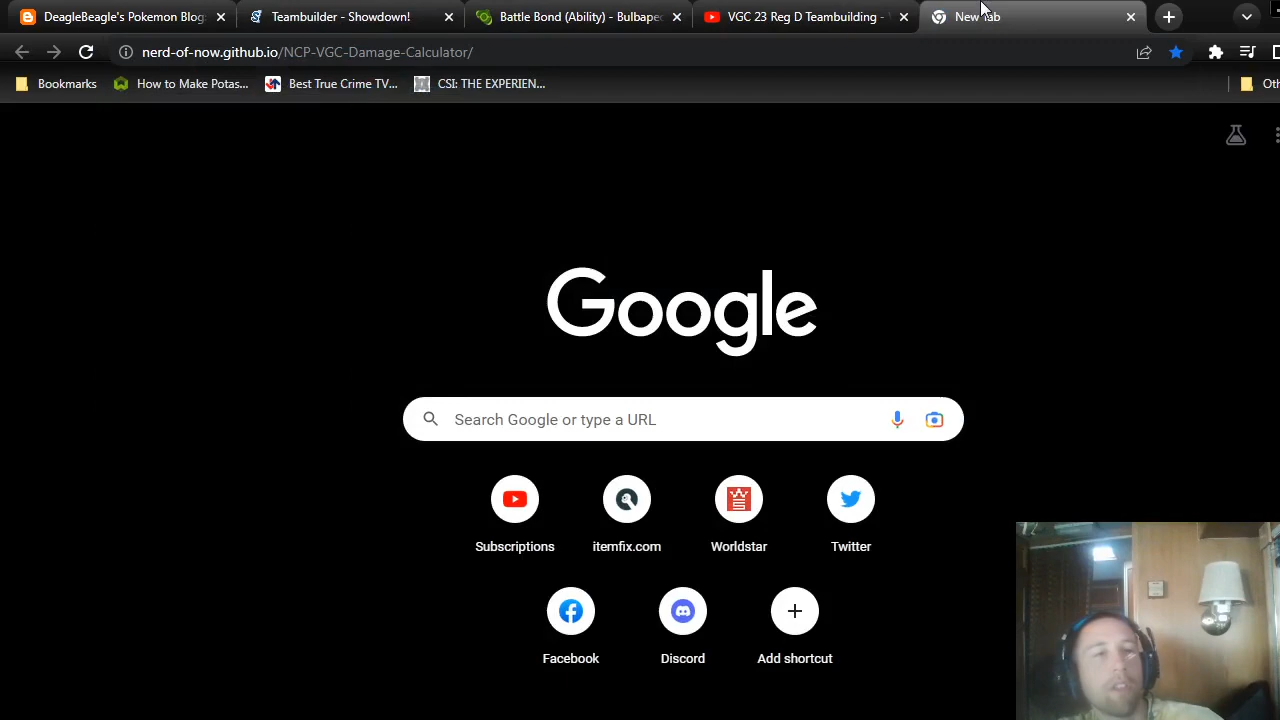 DeagleBeagle's Pokemon Blog:
Teambuilder - Showdown!
Battle Bond (Ability) - Bulbaped
VGC 23 Reg D Teambuilding -
New Tab
nerd-of-now.github.io/NCP-VGC-Damage-Calculator/
Bookmarks
How to Make Potas...
Best True Crime TV...
CSI: THE EXPERIEN...
Oth
Google
Search Google or type a URL
Subscriptions
itemfix.com
Worldstar
Twitter
Facebook
Discord
Add shortcut